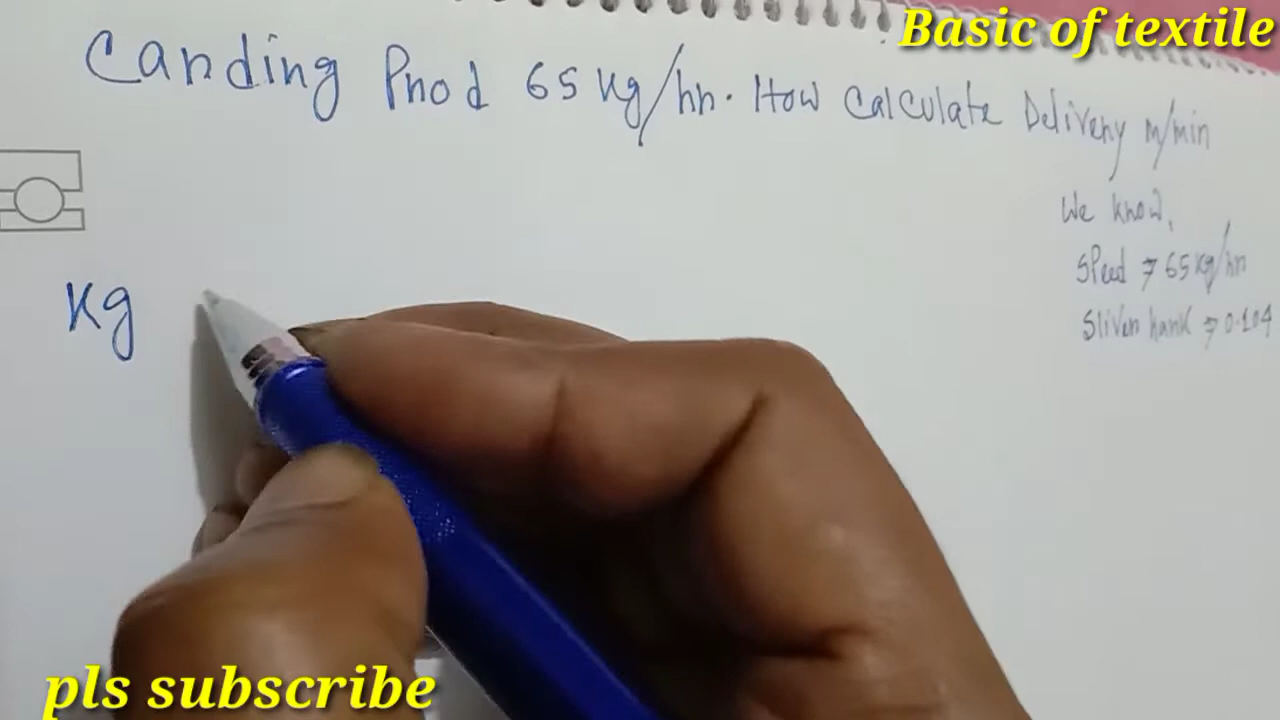 Basic of textile
Carding Prod 65 Kg/hr. How Calculate Delivery m/min
We know,
Speed → 65 kg/hr
Sliver hank → 0.104
Kg
pls subscribe